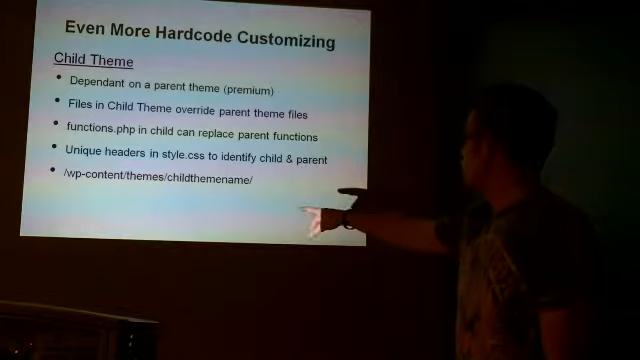 Even More Hardcode Customizing
Child Theme
• Dependant on a parent theme (premium)
• Files in Child Theme override parent theme files
• functions.php in child can replace parent functions
• Unique headers in style.css to identify child & parent
• /wp-content/themes/childthemename/